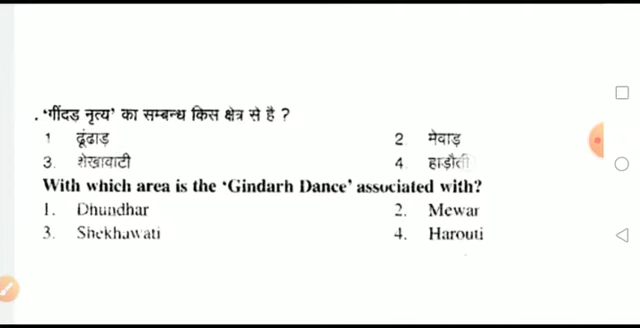 . ‘गींदड नृत्य’ का सम्बन्ध किस क्षेत्र से है ?
1 ढूंढाड़ 2 मेवाड़
3. शेखावाटी 4 हाड़ौती
With which area is the ‘Gindarh Dance’ associated with?
1. Dhundhar 2. Mewar
3. Shekhawati 4. Harouti